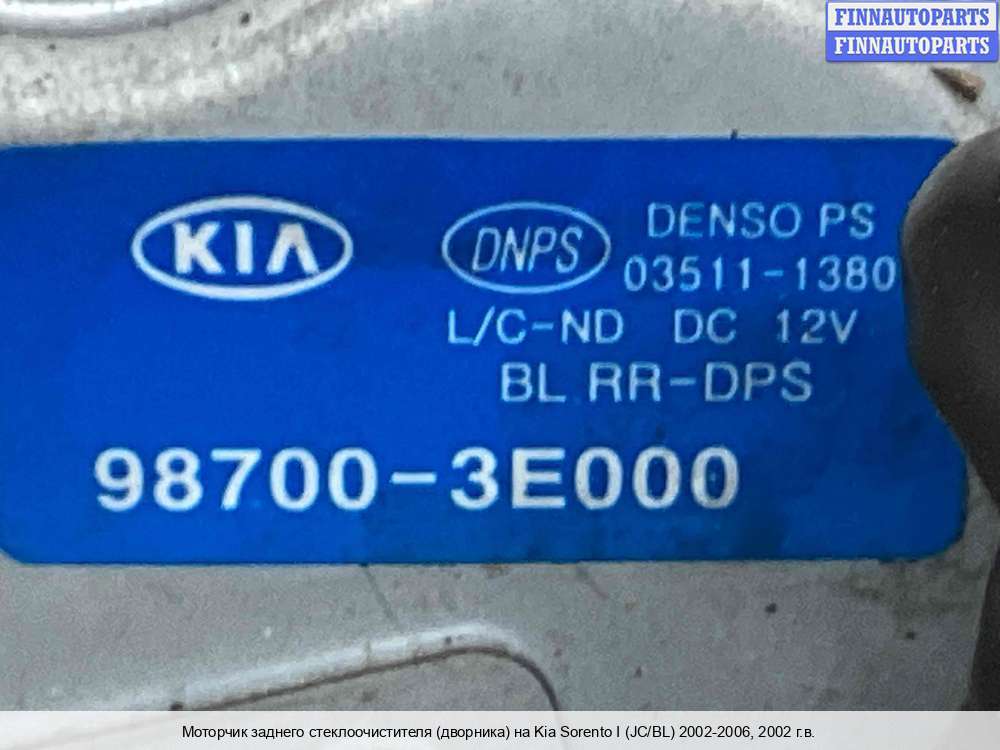 FINNAUTOPARTS
FINNAUTOPARTS
KIA
DNPS
DENSO PS
03511-1380
L/C-ND DC 12V
BL RR-DPS
98700-3E000
Моторчик заднего стеклоочистителя (дворника) на Kia Sorento I (JC/BL) 2002-2006, 2002 г.в.